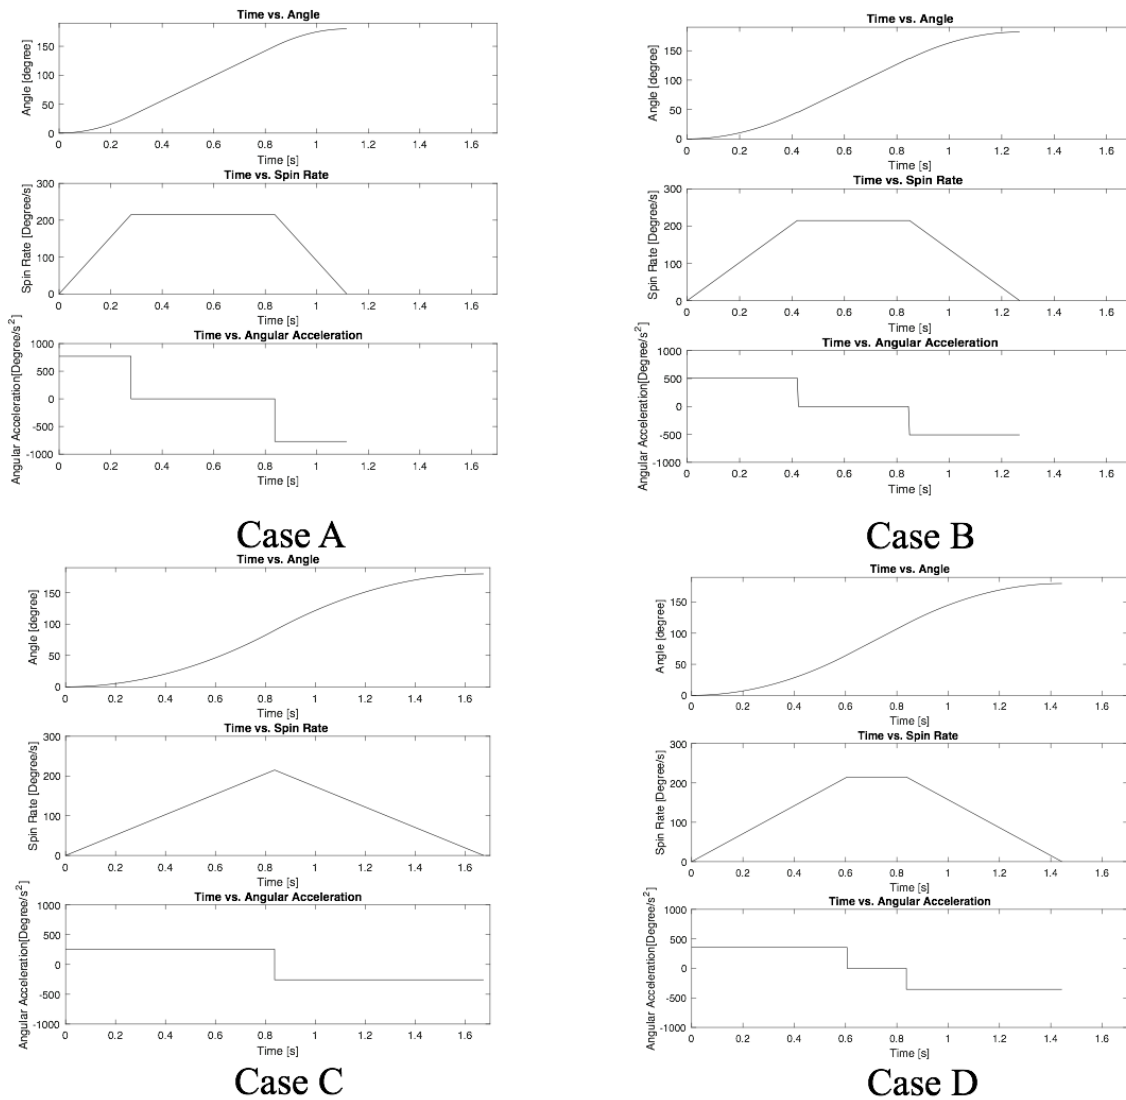 Time vs. Angle
Angle [degree]
150
100
50
0
0 0.2 0.4 0.6 0.8 1 1.2 1.4 1.6
Time [s]
Time vs. Spin Rate
Spin Rate [Degree/s]
300
200
100
0
0 0.2 0.4 0.6 0.8 1 1.2 1.4 1.6
Time [s]
Time vs. Angular Acceleration
Angular Acceleration[Degree/s²]
1000
500
0
-500
-1000
0 0.2 0.4 0.6 0.8 1 1.2 1.4 1.6
Time [s]
Case A
Time vs. Angle
Angle [degree]
150
100
50
0
0 0.2 0.4 0.6 0.8 1 1.2 1.4 1.6
Time [s]
Time vs. Spin Rate
Spin Rate [Degree/s]
300
200
100
0
0 0.2 0.4 0.6 0.8 1 1.2 1.4 1.6
Time [s]
Time vs. Angular Acceleration
Angular Acceleration[Degree/s²]
1000
500
0
-500
-1000
0 0.2 0.4 0.6 0.8 1 1.2 1.4 1.6
Time [s]
Case B
Time vs. Angle
Angle [degree]
150
100
50
0
0 0.2 0.4 0.6 0.8 1 1.2 1.4 1.6
Time [s]
Time vs. Spin Rate
Spin Rate [Degree/s]
300
200
100
0
0 0.2 0.4 0.6 0.8 1 1.2 1.4 1.6
Time [s]
Time vs. Angular Acceleration
Angular Acceleration[Degree/s²]
1000
500
0
-500
-1000
0 0.2 0.4 0.6 0.8 1 1.2 1.4 1.6
Time [s]
Case C
Time vs. Angle
Angle [degree]
150
100
50
0
0 0.2 0.4 0.6 0.8 1 1.2 1.4 1.6
Time [s]
Time vs. Spin Rate
Spin Rate [Degree/s]
300
200
100
0
0 0.2 0.4 0.6 0.8 1 1.2 1.4 1.6
Time [s]
Time vs. Angular Acceleration
Angular Acceleration[Degree/s²]
1000
500
0
-500
-1000
0 0.2 0.4 0.6 0.8 1 1.2 1.4 1.6
Time [s]
Case D